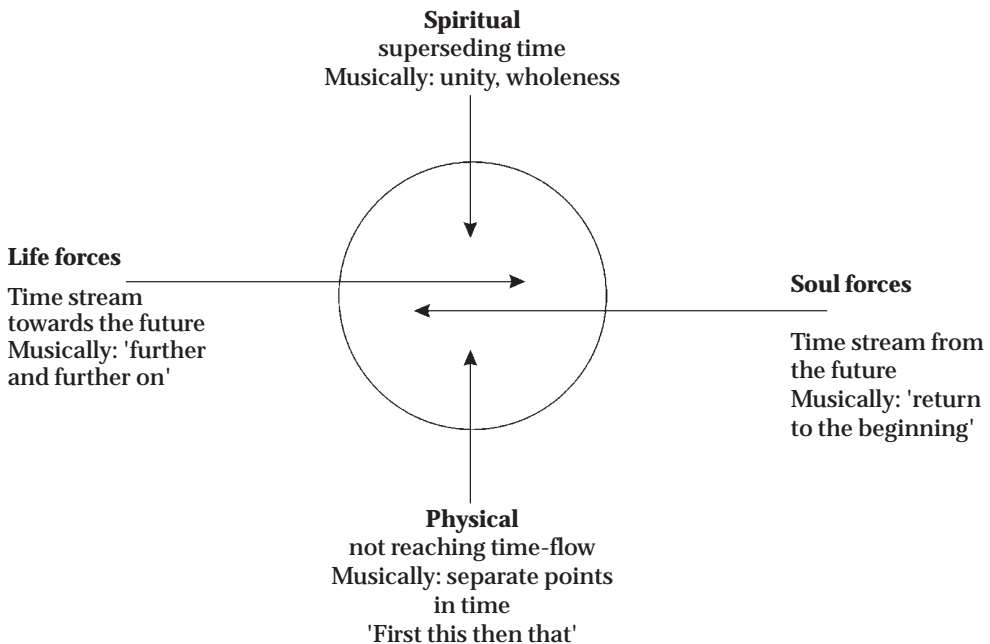 Spiritual
superseding time
Musically: unity, wholeness
Life forces
Time stream
towards the future
Musically: 'further
and further on'
Soul forces
Time stream from
the future
Musically: 'return
to the beginning'
Physical
not reaching time-flow
Musically: separate points
in time
'First this then that'